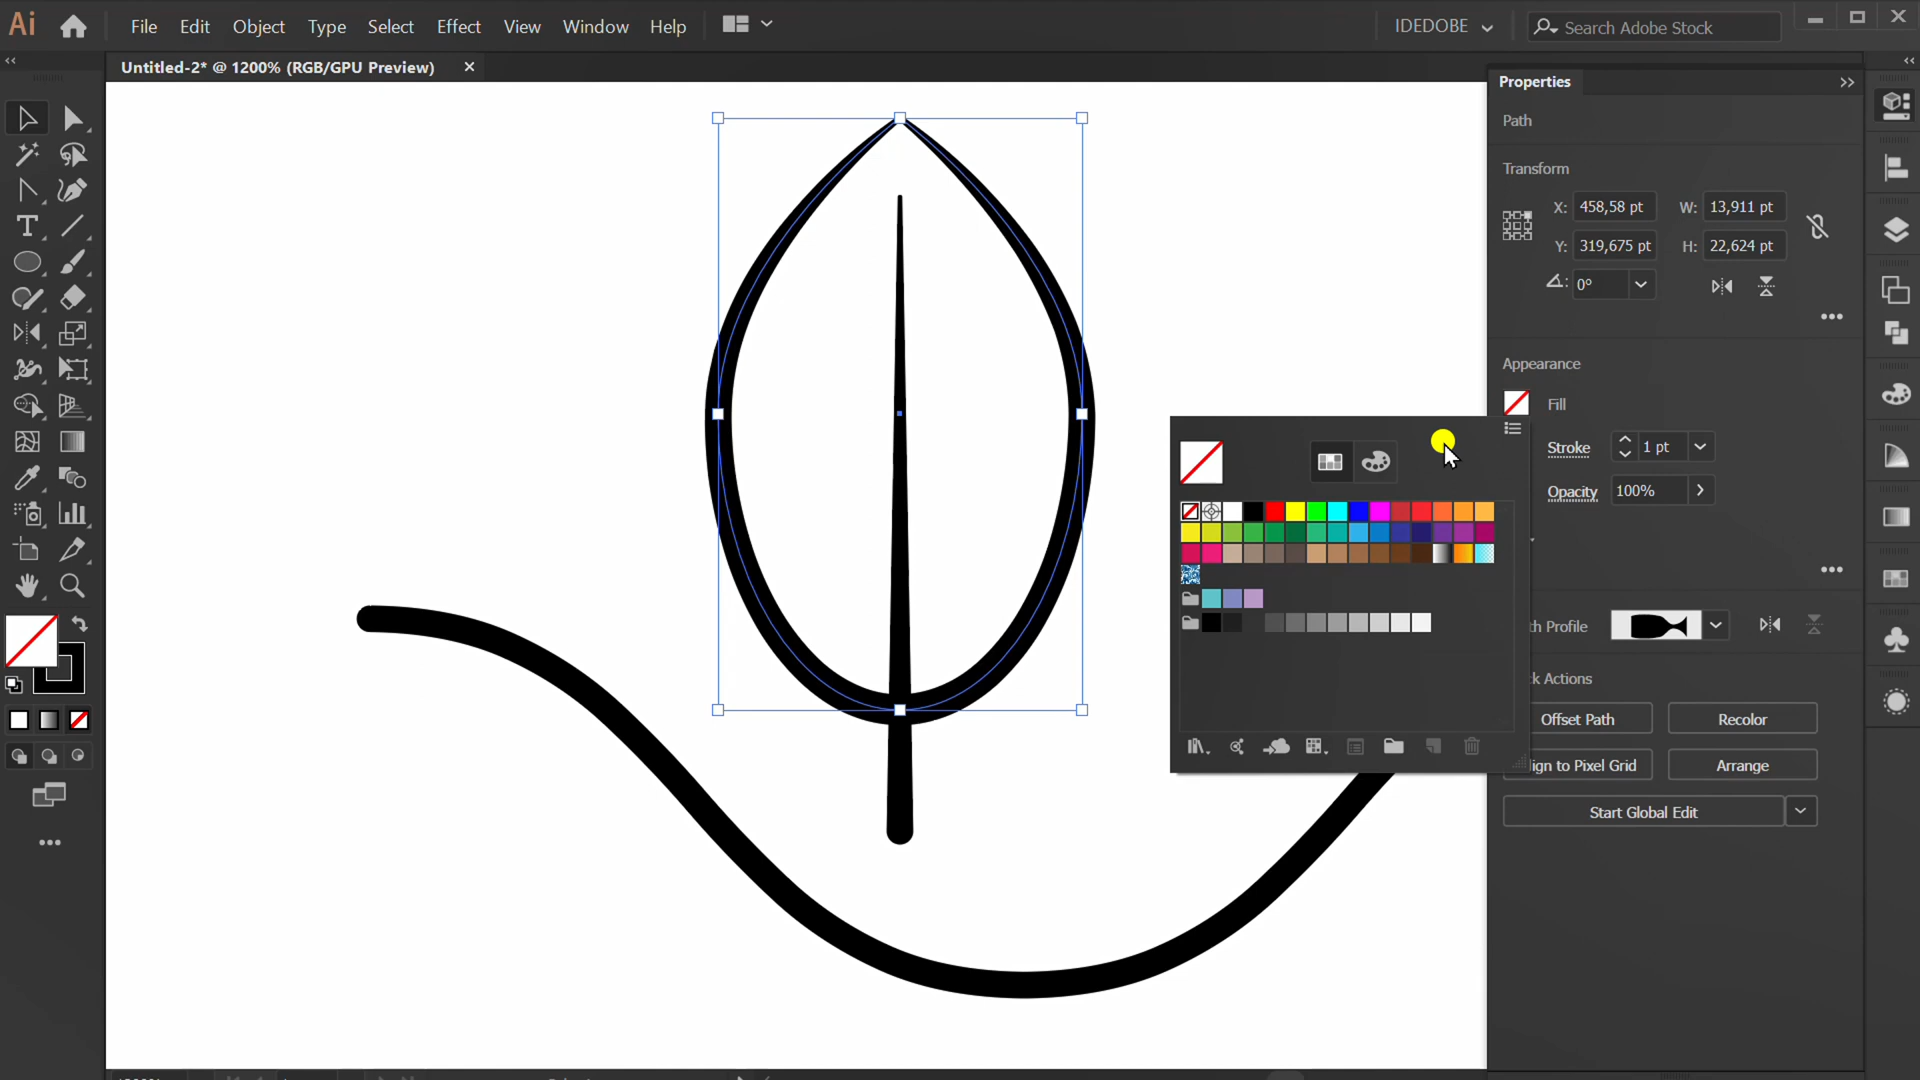 Ai File Edit Object Type Select Effect View Window Help IDEDOBE Search Adobe Stock
Untitled-2* @ 1200% (RGB/GPU Preview) ×
Properties
Path
Transform
X: 458,58 pt W: 13,911 pt
Y: 319,675 pt H: 22,624 pt
0°
Appearance
Fill
Stroke 1 pt
Opacity 100%
th Profile
k Actions
Offset Path Recolor
ign to Pixel Grid Arrange
Start Global Edit